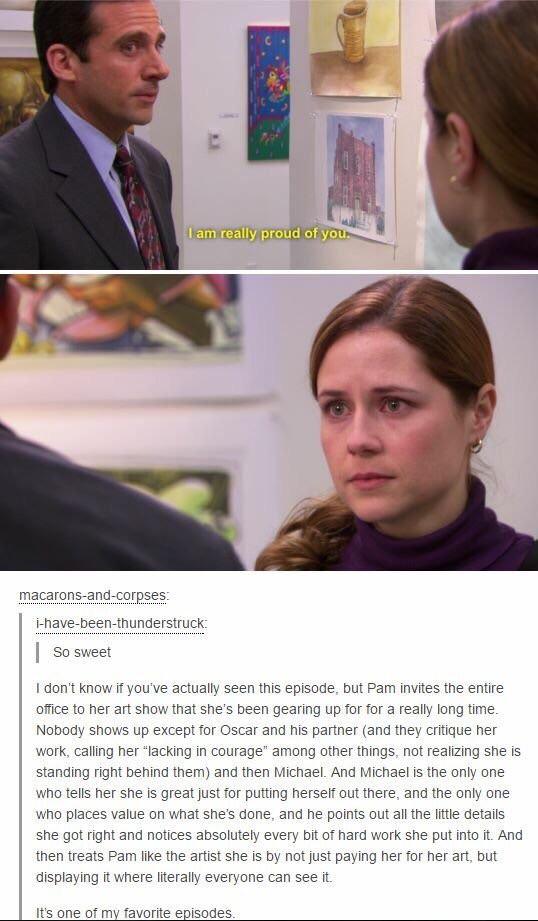 I am really proud of you.
macarons-and-corpses:
i-have-been-thunderstruck:
So sweet
I don't know if you've actually seen this episode, but Pam invites the entire
office to her art show that she's been gearing up for for a really long time.
Nobody shows up except for Oscar and his partner (and they critique her
work, calling her “lacking in courage” among other things, not realizing she is
standing right behind them) and then Michael. And Michael is the only one
who tells her she is great just for putting herself out there, and the only one
who places value on what she's done, and he points out all the little details
she got right and notices absolutely every bit of hard work she put into it. And
then treats Pam like the artist she is by not just paying her for her art, but
displaying it where literally everyone can see it.
It's one of my favorite episodes.